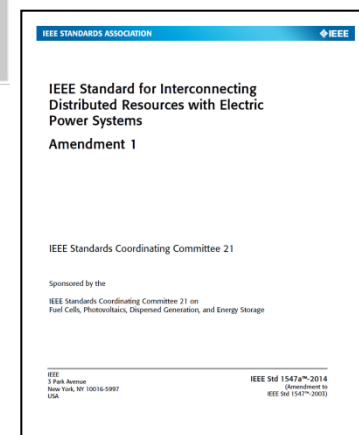 IEEE STANDARDS ASSOCIATION
IEEE
IEEE Standard for Interconnecting
Distributed Resources with Electric
Power Systems
Amendment 1
IEEE Standards Coordinating Committee 21
Sponsored by the
IEEE Standards Coordinating Committee 21 on
Fuel Cells, Photovoltaics, Dispersed Generation, and Energy Storage
IEEE
3 Park Avenue
New York, NY 10016-5997
USA
IEEE Std 1547a™-2014
(Amendment to
IEEE Std 1547™-2003)